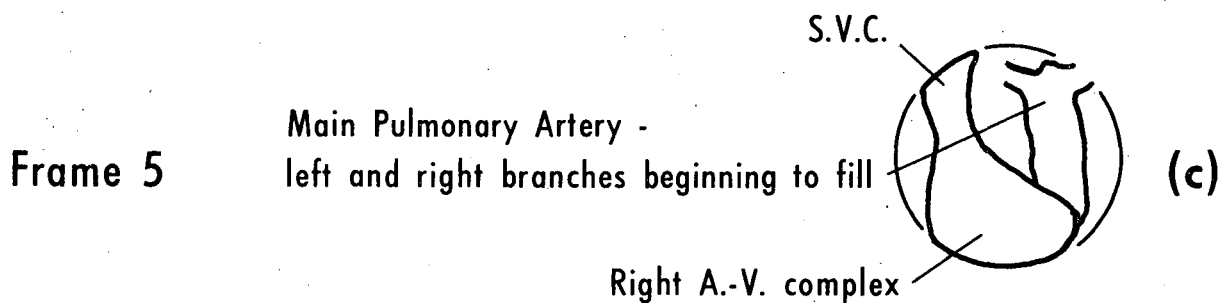 S.V.C.
Main Pulmonary Artery -
Frame 5
left and right branches beginning to fill
(c)
Right A.-V. complex